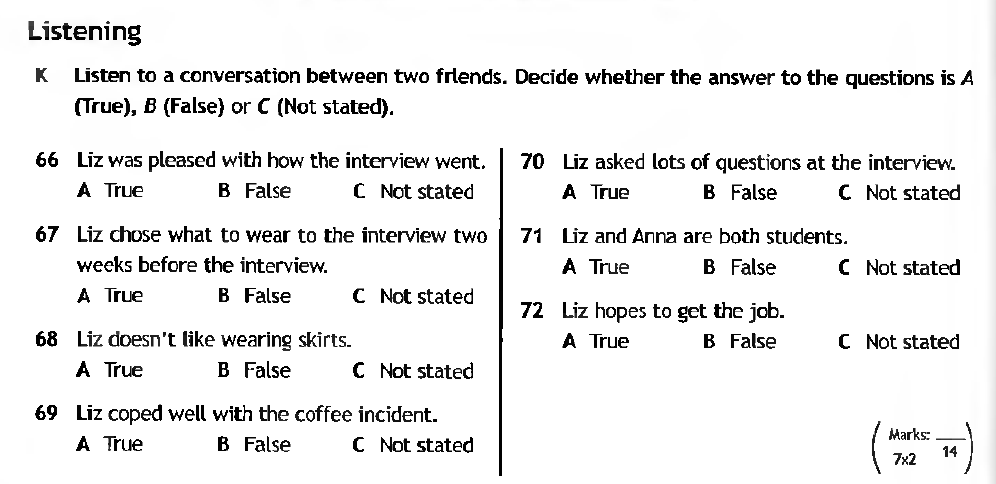 Listening
K Listen to a conversation between two friends. Decide whether the answer to the questions is A
(True), B (False) or C (Not stated).
66 Liz was pleased with how the interview went.
A True B False C Not stated
67 Liz chose what to wear to the interview two
weeks before the interview.
A True B False C Not stated
68 Liz doesn't like wearing skirts.
A True B False C Not stated
69 Liz coped well with the coffee incident.
A True B False C Not stated
70 Liz asked lots of questions at the interview.
A True B False C Not stated
71 Liz and Anna are both students.
A True B False C Not stated
72 Liz hopes to get the job.
A True B False C Not stated
Marks: ___
7x2 14